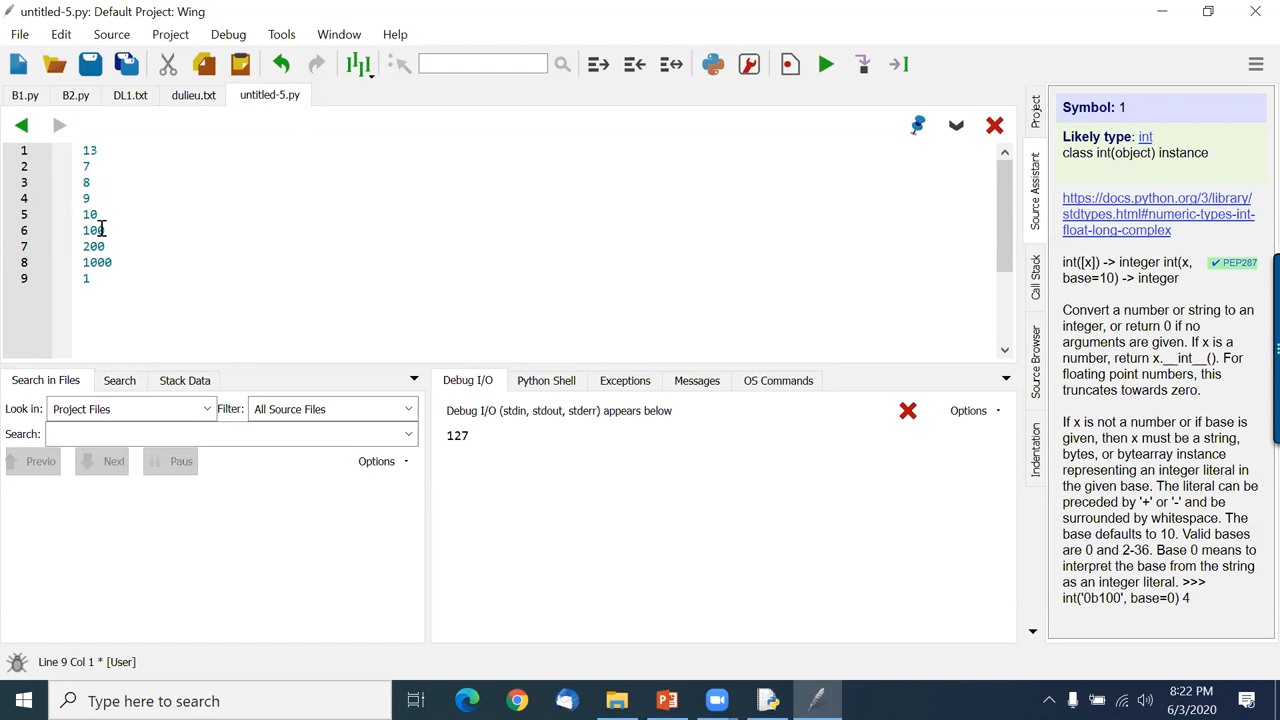 untitled-5.py: Default Project: Wing
File Edit Source Project Debug Tools Window Help
B1.py B2.py DL1.txt dulieu.txt untitled-5.py
1 13
2 7
3 8
4 9
5 10
6 100
7 200
8 1000
9 1
Search in Files Search Stack Data
Look in: Project Files Filter: All Source Files
Search:
Previo Next Paus Options
Debug I/O Python Shell Exceptions Messages OS Commands
Debug I/O (stdin, stdout, stderr) appears below Options
127
Project
Source Assistant
Call Stack
Source Browser
Indentation
Symbol: 1
Likely type: int
class int(object) instance
https://docs.python.org/3/library/
stdtypes.html#numeric-types-int-
float-long-complex
int([x]) -> integer int(x, ✔ PEP287
base=10) -> integer
Convert a number or string to an
integer, or return 0 if no
arguments are given. If x is a
number, return x.__int__(). For
floating point numbers, this
truncates towards zero.
If x is not a number or if base is
given, then x must be a string,
bytes, or bytearray instance
representing an integer literal in
the given base. The literal can be
preceded by '+' or '-' and be
surrounded by whitespace. The
base defaults to 10. Valid bases
are 0 and 2-36. Base 0 means to
interpret the base from the string
as an integer literal. >>>
int('0b100', base=0) 4
Line 9 Col 1 * [User]
Type here to search
8:22 PM
6/3/2020